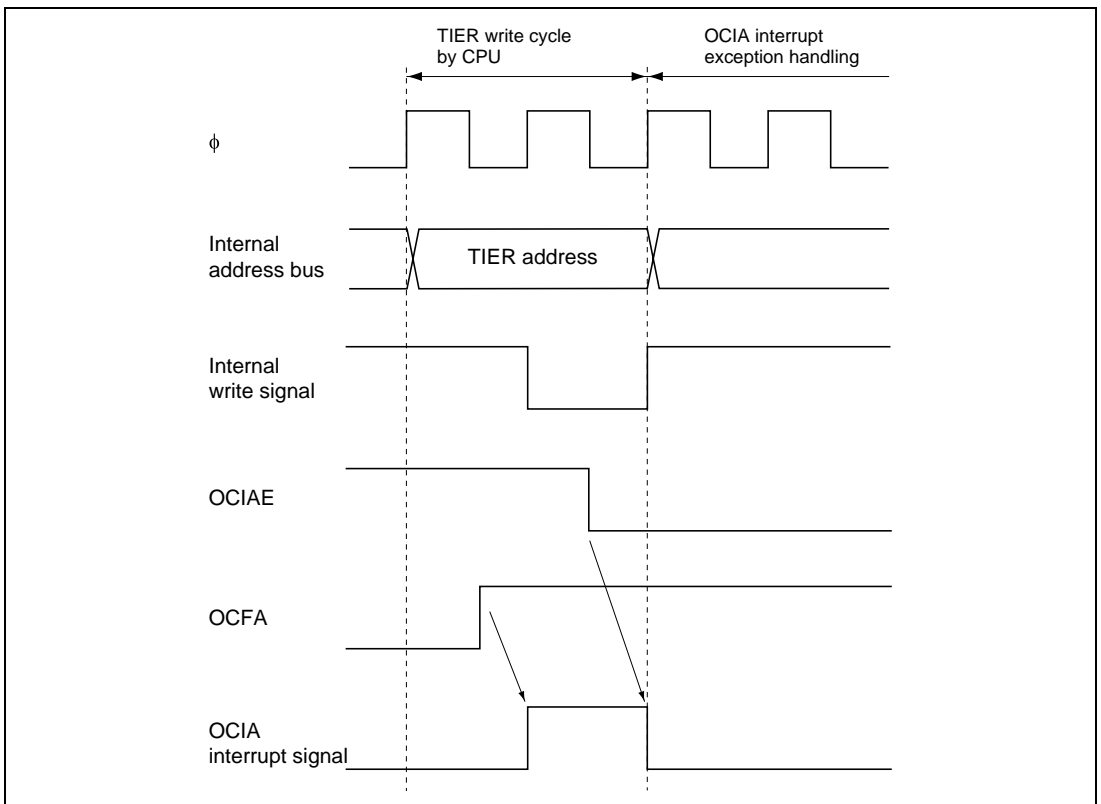 TIER write cycle
by CPU
OCIA interrupt
exception handling
ϕ
Internal
address bus
TIER address
Internal
write signal
OCIAE
OCFA
OCIA
interrupt signal